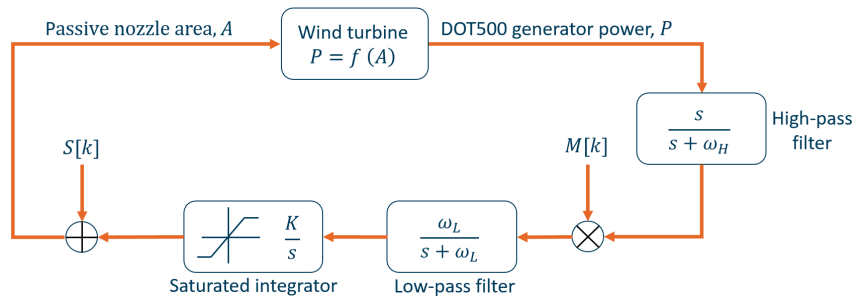 Passive nozzle area, A
Wind turbine
P = f (A)
DOT500 generator power, P
s
s + ω_H
High-pass
filter
S[k]
M[k]
K
s
ω_L
s + ω_L
Saturated integrator
Low-pass filter